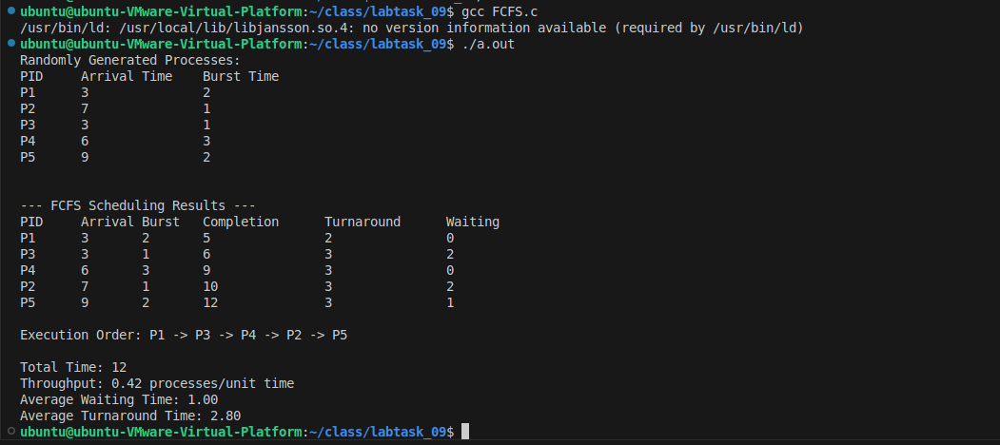 ubuntu@ubuntu-VMware-Virtual-Platform:~/class/labtask_09$ gcc FCFS.c
/usr/bin/ld: /usr/local/lib/libjansson.so.4: no version information available (required by /usr/bin/ld)
ubuntu@ubuntu-VMware-Virtual-Platform:~/class/labtask_09$ ./a.out
Randomly Generated Processes:
PID     Arrival Time    Burst Time
P1      3               2
P2      7               1
P3      3               1
P4      6               3
P5      9               2
--- FCFS Scheduling Results ---
PID     Arrival Burst   Completion      Turnaround      Waiting
P1      3       2       5               2               0
P3      3       1       6               3               2
P4      6       3       9               3               0
P2      7       1       10              3               2
P5      9       2       12              3               1
Execution Order: P1 -> P3 -> P4 -> P2 -> P5
Total Time: 12
Throughput: 0.42 processes/unit time
Average Waiting Time: 1.00
Average Turnaround Time: 2.80
ubuntu@ubuntu-VMware-Virtual-Platform:~/class/labtask_09$